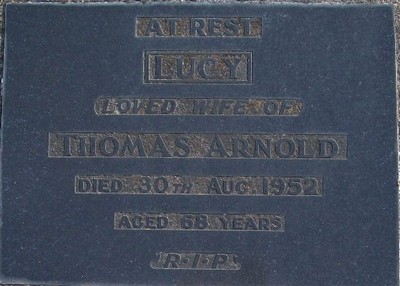 AT REST
LUCY
LOVED WIFE OF
THOMAS ARNOLD
DIED 30TH AUG. 1952
AGED 68 YEARS
R·I·P·